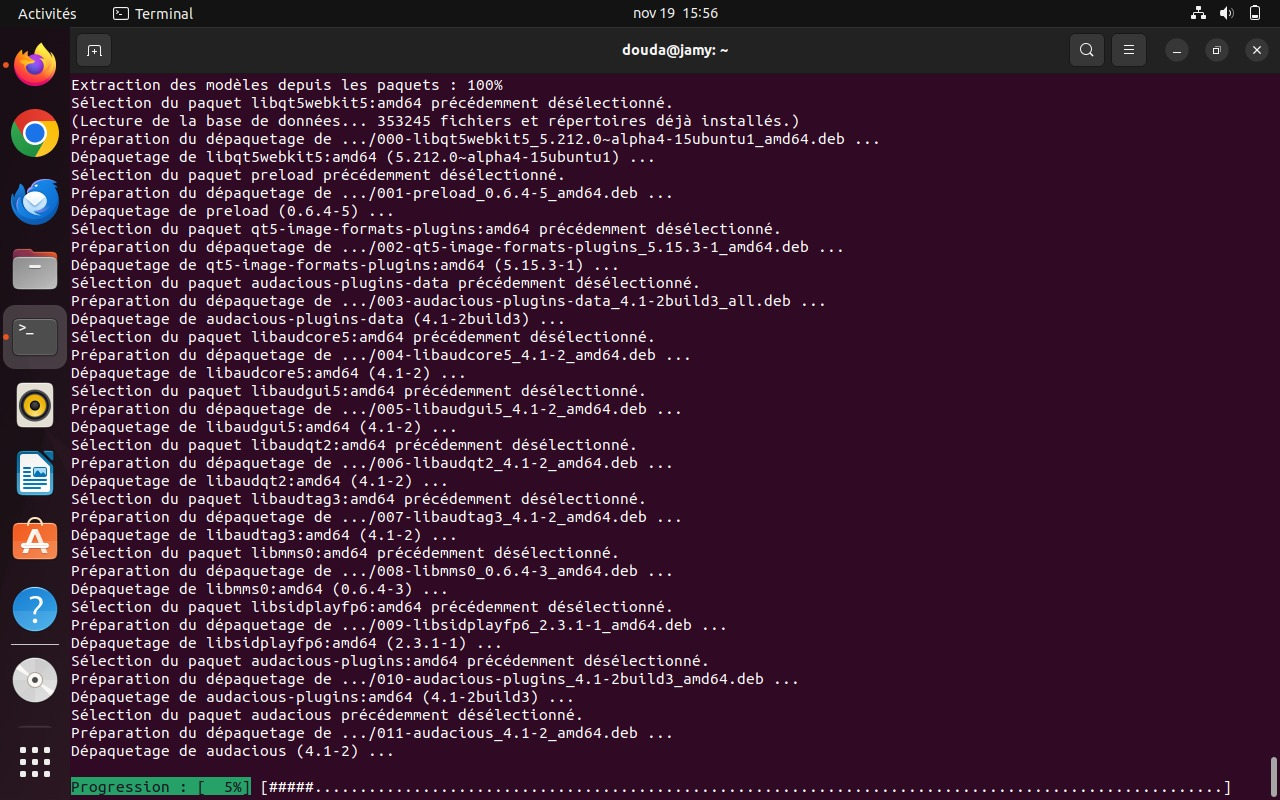 Activités
Terminal
nov 19 15:56
douda@jamy: ~
Extraction des modèles depuis les paquets : 100%
Sélection du paquet libqt5webkit5:amd64 précédemment désélectionné.
(Lecture de la base de données... 353245 fichiers et répertoires déjà installés.)
Préparation du dépaquetage de .../000-libqt5webkit5_5.212.0~alpha4-15ubuntu1_amd64.deb ...
Dépaquetage de libqt5webkit5:amd64 (5.212.0~alpha4-15ubuntu1) ...
Sélection du paquet preload précédemment désélectionné.
Préparation du dépaquetage de .../001-preload_0.6.4-5_amd64.deb ...
Dépaquetage de preload (0.6.4-5) ...
Sélection du paquet qt5-image-formats-plugins:amd64 précédemment désélectionné.
Préparation du dépaquetage de .../002-qt5-image-formats-plugins_5.15.3-1_amd64.deb ...
Dépaquetage de qt5-image-formats-plugins:amd64 (5.15.3-1) ...
Sélection du paquet audacious-plugins-data précédemment désélectionné.
Préparation du dépaquetage de .../003-audacious-plugins-data_4.1-2build3_all.deb ...
Dépaquetage de audacious-plugins-data (4.1-2build3) ...
Sélection du paquet libaudcore5:amd64 précédemment désélectionné.
Préparation du dépaquetage de .../004-libaudcore5_4.1-2_amd64.deb ...
Dépaquetage de libaudcore5:amd64 (4.1-2) ...
Sélection du paquet libaudgui5:amd64 précédemment désélectionné.
Préparation du dépaquetage de .../005-libaudgui5_4.1-2_amd64.deb ...
Dépaquetage de libaudgui5:amd64 (4.1-2) ...
Sélection du paquet libaudqt2:amd64 précédemment désélectionné.
Préparation du dépaquetage de .../006-libaudqt2_4.1-2_amd64.deb ...
Dépaquetage de libaudqt2:amd64 (4.1-2) ...
Sélection du paquet libaudtag3:amd64 précédemment désélectionné.
Préparation du dépaquetage de .../007-libaudtag3_4.1-2_amd64.deb ...
Dépaquetage de libaudtag3:amd64 (4.1-2) ...
Sélection du paquet libmms0:amd64 précédemment désélectionné.
Préparation du dépaquetage de .../008-libmms0_0.6.4-3_amd64.deb ...
Dépaquetage de libmms0:amd64 (0.6.4-3) ...
Sélection du paquet libsidplayfp6:amd64 précédemment désélectionné.
Préparation du dépaquetage de .../009-libsidplayfp6_2.3.1-1_amd64.deb ...
Dépaquetage de libsidplayfp6:amd64 (2.3.1-1) ...
Sélection du paquet audacious-plugins:amd64 précédemment désélectionné.
Préparation du dépaquetage de .../010-audacious-plugins_4.1-2build3_amd64.deb ...
Dépaquetage de audacious-plugins:amd64 (4.1-2build3) ...
Sélection du paquet audacious précédemment désélectionné.
Préparation du dépaquetage de .../011-audacious_4.1-2_amd64.deb ...
Dépaquetage de audacious (4.1-2) ...
Progression : [  5%] [#####.....................................................................................................]